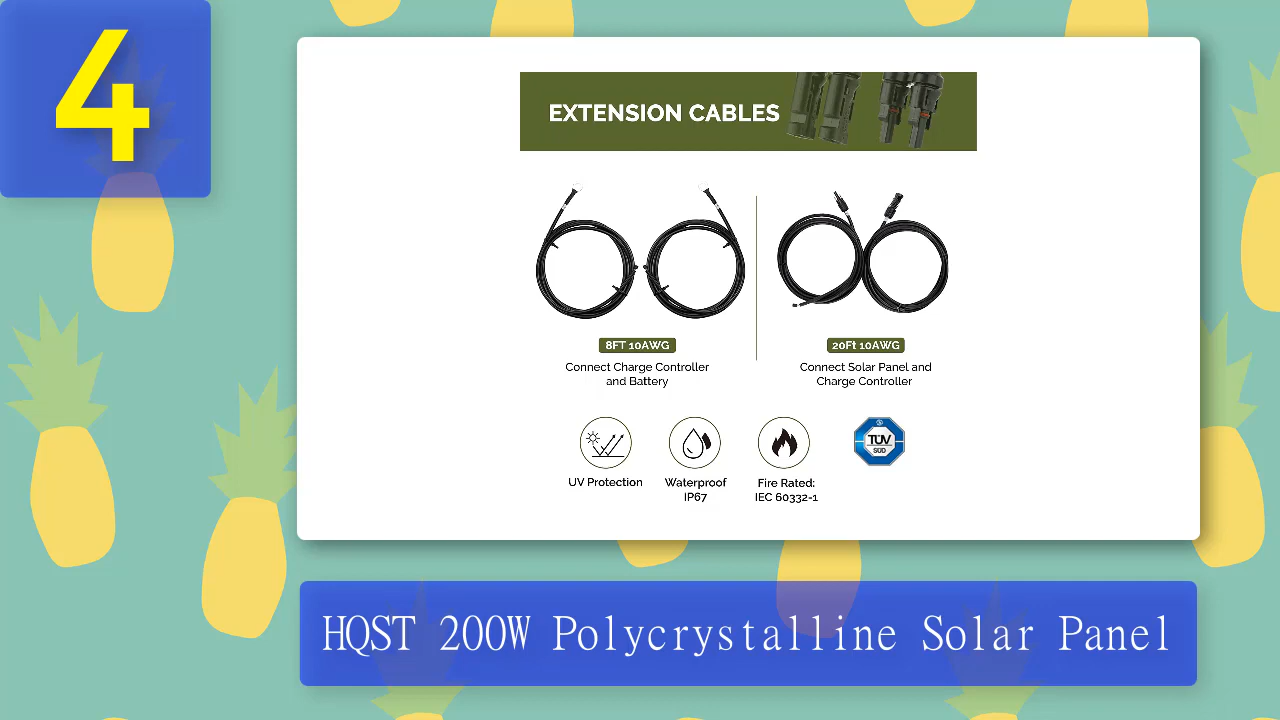 4
EXTENSION CABLES
8FT 10AWG
Connect Charge Controller
and Battery
20Ft 10AWG
Connect Solar Panel and
Charge Controller
UV Protection
Waterproof
IP67
Fire Rated:
IEC 60332-1
TÜV
SÜD
HQST 200W Polycrystalline Solar Panel